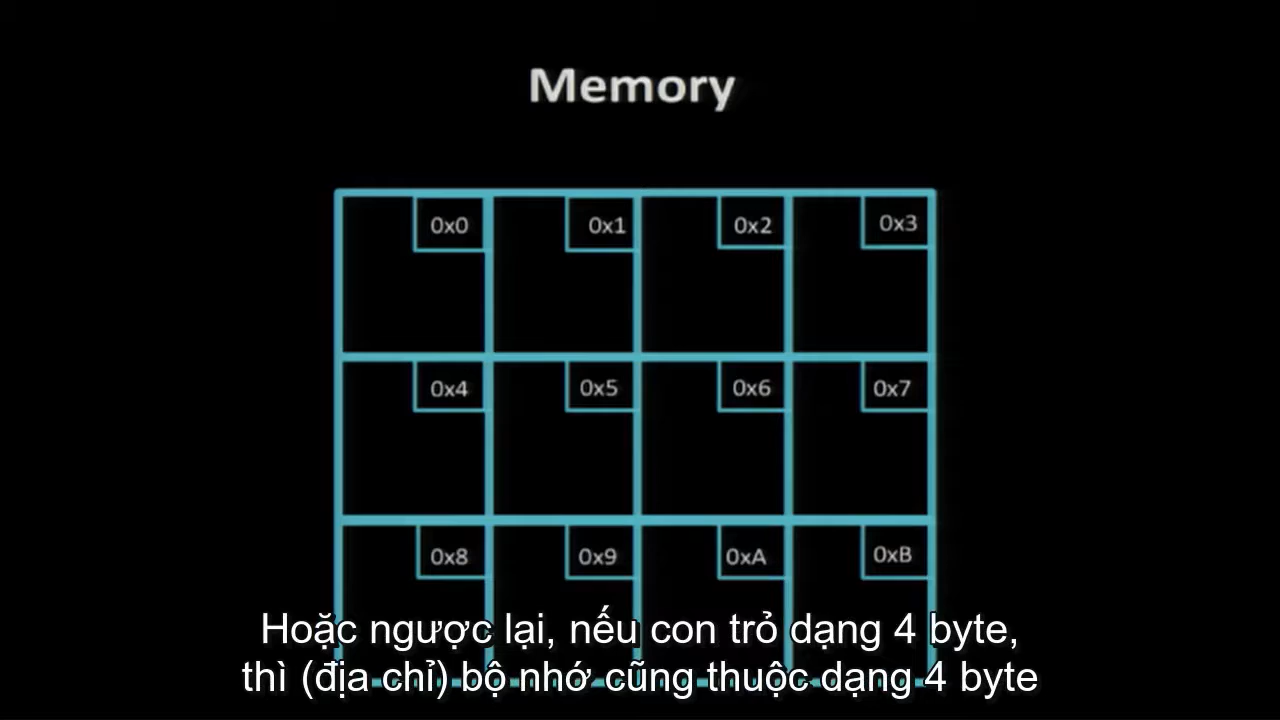 Memory
0x0
0x1
0x2
0x3
0x4
0x5
0x6
0x7
0x8
0x9
0xA
0xB
Hoặc ngược lại, nếu con trỏ dạng 4 byte,
thì (địa chỉ) bộ nhớ cũng thuộc dạng 4 byte